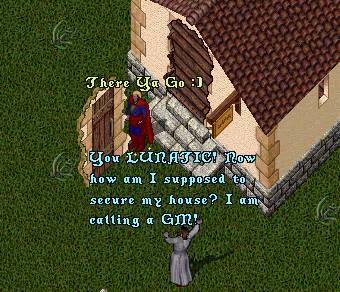 There Ya Go :)
You LUNATIC! Now
how am I supposed to
secure my house? I am
calling a GM!